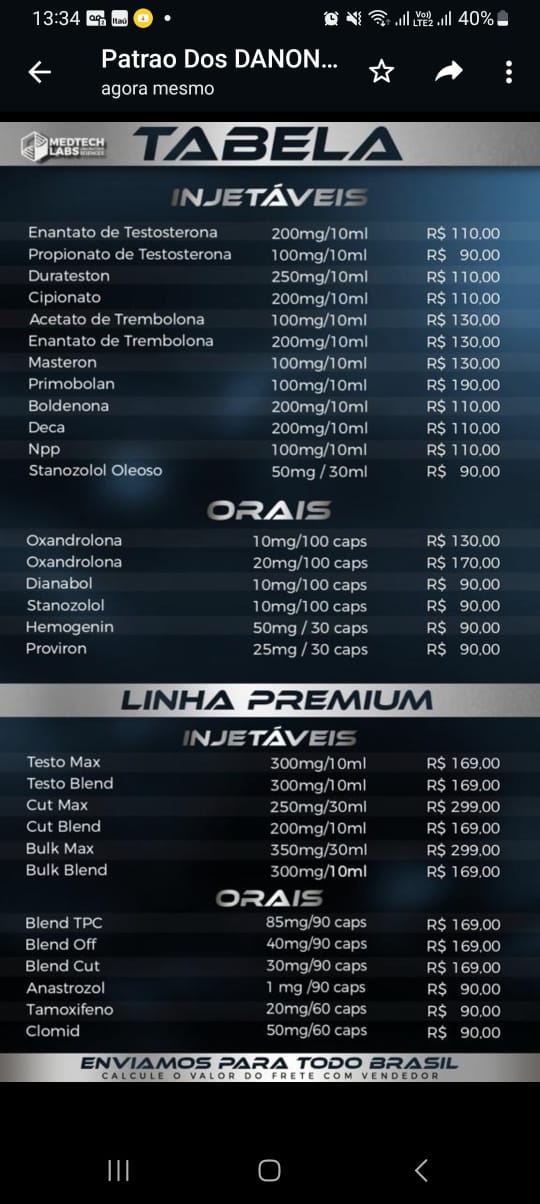 13:34 Itaú Vo)) LTE2 40%
Patrao Dos DANON...
agora mesmo
MEDTECH LABS TABELA
INJETÁVEIS
Enantato de Testosterona 200mg/10ml R$ 110,00
Propionato de Testosterona 100mg/10ml R$ 90,00
Durateston 250mg/10ml R$ 110,00
Cipionato 200mg/10ml R$ 110,00
Acetato de Trembolona 100mg/10ml R$ 130,00
Enantato de Trembolona 200mg/10ml R$ 130,00
Masteron 100mg/10ml R$ 130,00
Primobolan 100mg/10ml R$ 190,00
Boldenona 200mg/10ml R$ 110,00
Deca 200mg/10ml R$ 110,00
Npp 100mg/10ml R$ 110,00
Stanozolol Oleoso 50mg / 30ml R$ 90,00
ORAIS
Oxandrolona 10mg/100 caps R$ 130,00
Oxandrolona 20mg/100 caps R$ 170,00
Dianabol 10mg/100 caps R$ 90,00
Stanozolol 10mg/100 caps R$ 90,00
Hemogenin 50mg / 30 caps R$ 90,00
Proviron 25mg / 30 caps R$ 90,00
LINHA PREMIUM
INJETÁVEIS
Testo Max 300mg/10ml R$ 169,00
Testo Blend 300mg/10ml R$ 169,00
Cut Max 250mg/30ml R$ 299,00
Cut Blend 200mg/10ml R$ 169,00
Bulk Max 350mg/30ml R$ 299,00
Bulk Blend 300mg/10ml R$ 169,00
ORAIS
Blend TPC 85mg/90 caps R$ 169,00
Blend Off 40mg/90 caps R$ 169,00
Blend Cut 30mg/90 caps R$ 169,00
Anastrozol 1 mg /90 caps R$ 90,00
Tamoxifeno 20mg/60 caps R$ 90,00
Clomid 50mg/60 caps R$ 90,00
ENVIAMOS PARA TODO BRASIL
CALCULE O VALOR DO FRETE COM VENDEDOR